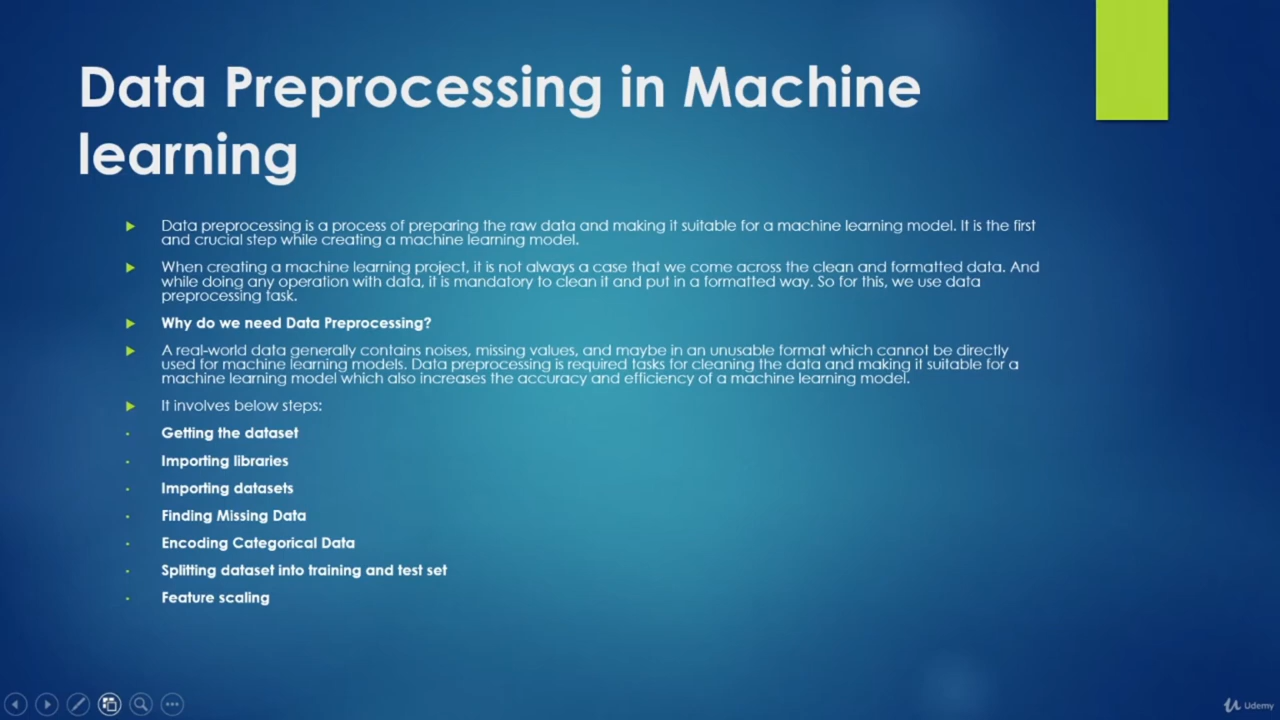 Data Preprocessing in Machine
learning
Data preprocessing is a process of preparing the raw data and making it suitable for a machine learning model. It is the first
and crucial step while creating a machine learning model.
When creating a machine learning project, it is not always a case that we come across the clean and formatted data. And
while doing any operation with data, it is mandatory to clean it and put in a formatted way. So for this, we use data
preprocessing task.
Why do we need Data Preprocessing?
A real-world data generally contains noises, missing values, and maybe in an unusable format which cannot be directly
used for machine learning models. Data preprocessing is required tasks for cleaning the data and making it suitable for a
machine learning model which also increases the accuracy and efficiency of a machine learning model.
It involves below steps:
Getting the dataset
Importing libraries
Importing datasets
Finding Missing Data
Encoding Categorical Data
Splitting dataset into training and test set
Feature scaling
Udemy